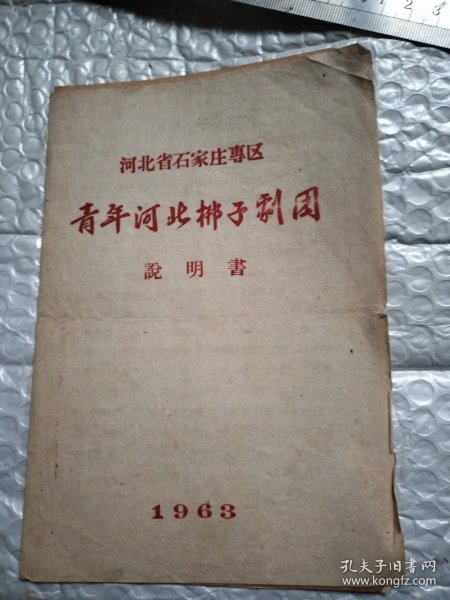 河北省石家庄專区
青年河北梆子劇団
說明書
1963
孔夫子旧书网
www.kongfz.com